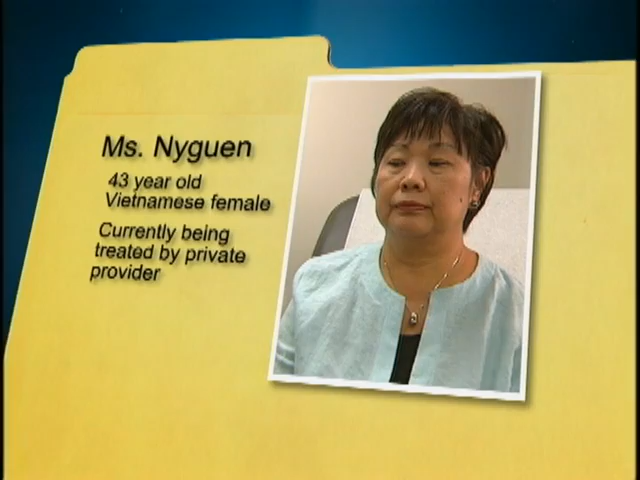 Ms. Nyguen
43 year old
Vietnamese female
Currently being
treated by private
provider